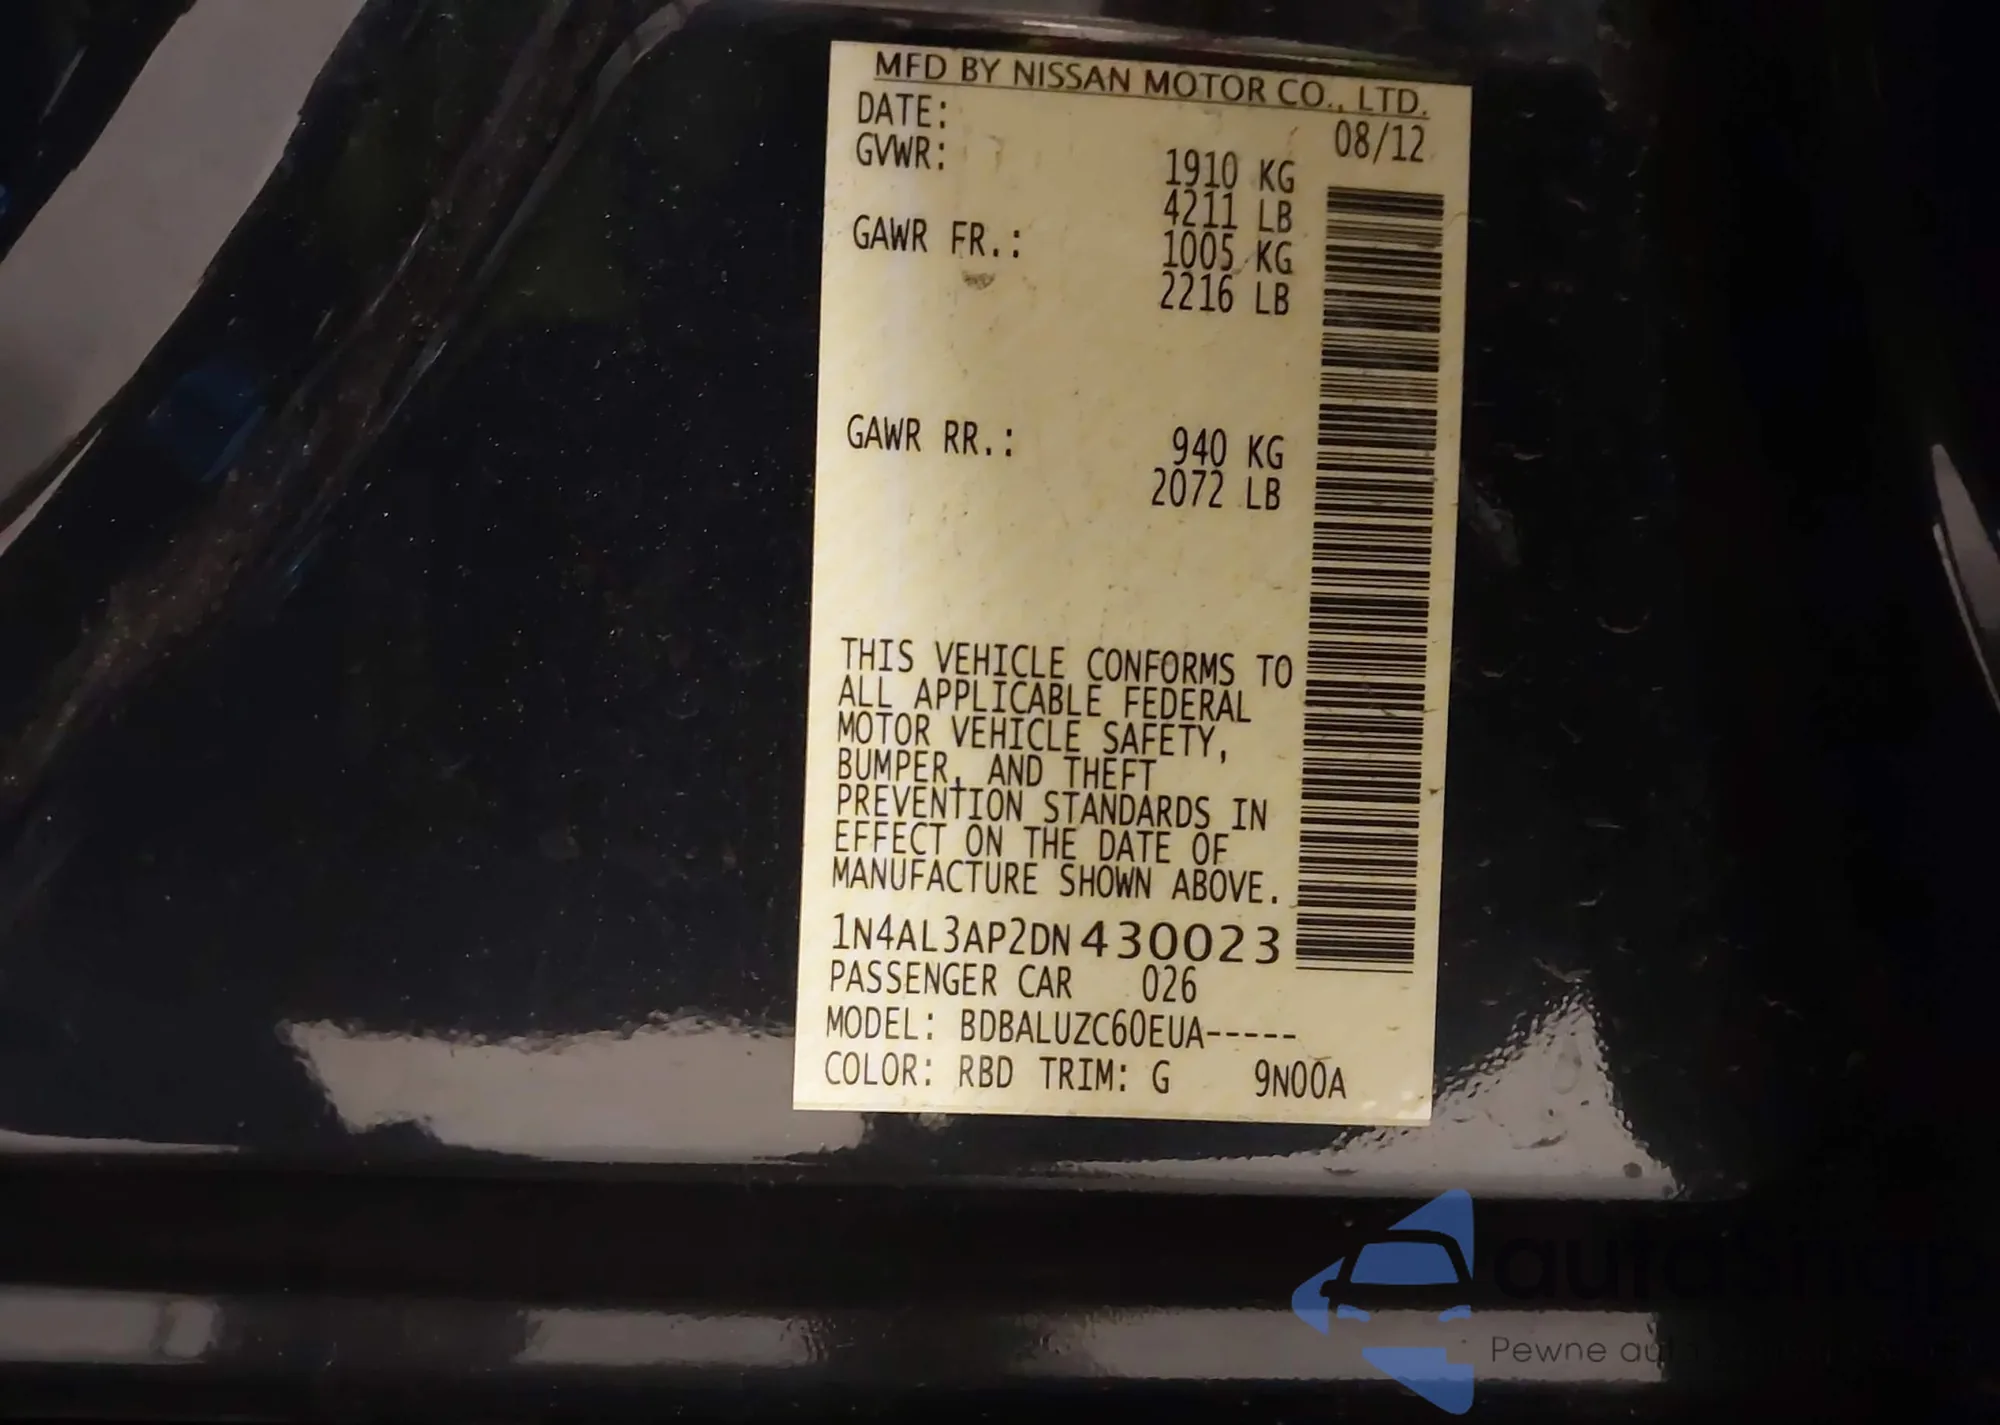 MFD BY NISSAN MOTOR CO., LTD.
DATE: 08/12
GVWR: 1910 KG
4211 LB
GAWR FR.: 1005 KG
2216 LB
GAWR RR.: 940 KG
2072 LB
THIS VEHICLE CONFORMS TO
ALL APPLICABLE FEDERAL
MOTOR VEHICLE SAFETY,
BUMPER, AND THEFT
PREVENTION STANDARDS IN
EFFECT ON THE DATE OF
MANUFACTURE SHOWN ABOVE.
1N4AL3AP2DN430023
PASSENGER CAR 026
MODEL: BDBALUZC60EUA-----
COLOR: RBD TRIM: G 9N00A
Pewne